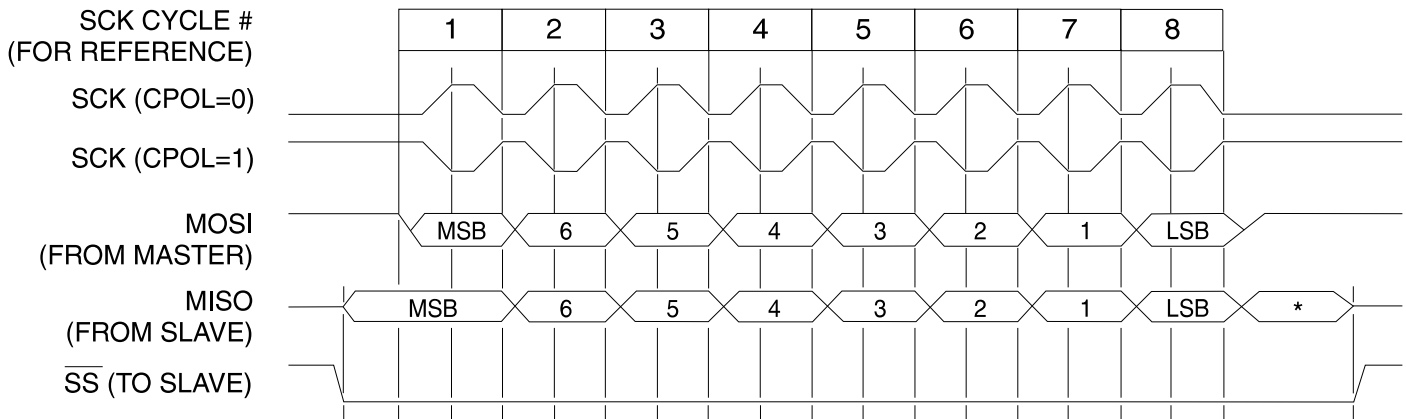 SCK CYCLE # 1 2 3 4 5 6 7 8
(FOR REFERENCE)
SCK (CPOL=0)
SCK (CPOL=1)
MOSI MSB 6 5 4 3 2 1 LSB
(FROM MASTER)
MISO MSB 6 5 4 3 2 1 LSB *
(FROM SLAVE)
SS (TO SLAVE)